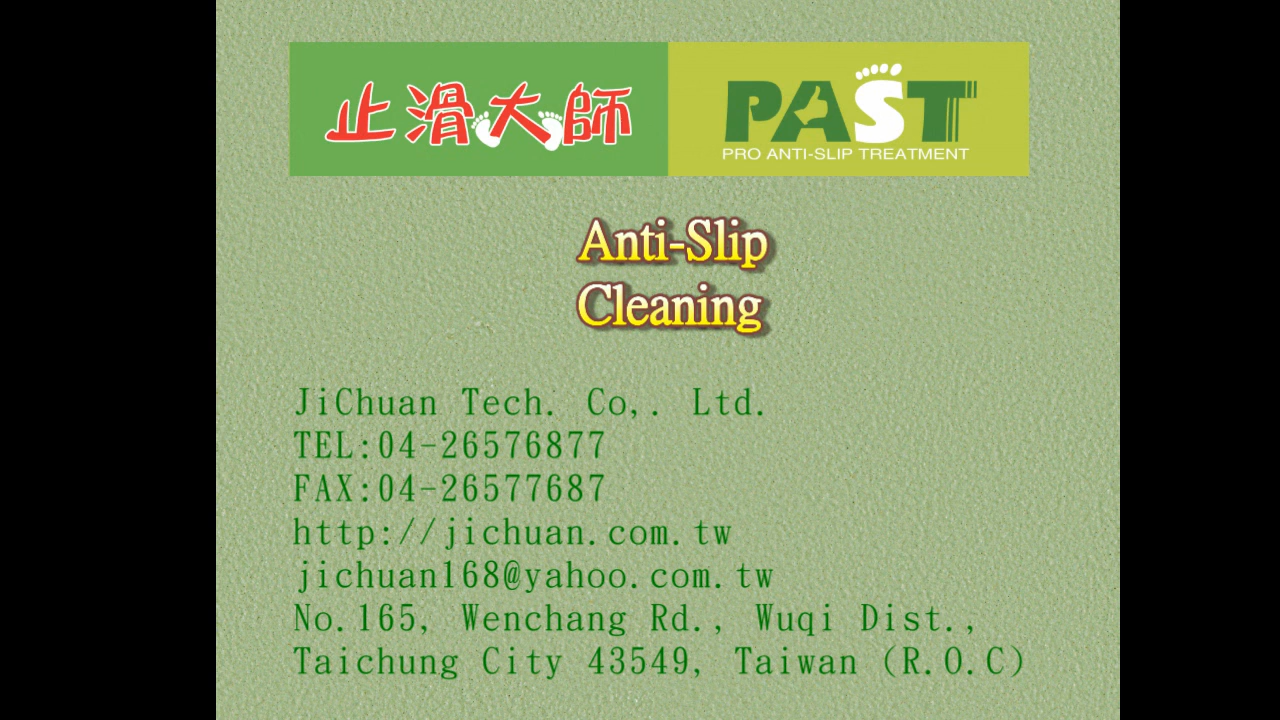 止滑大師
PAST
PRO ANTI-SLIP TREATMENT
Anti-Slip
Cleaning
JiChuan Tech. Co,. Ltd.
TEL:04-26576877
FAX:04-26577687
http://jichuan.com.tw
jichuan168@yahoo.com.tw
No.165, Wenchang Rd., Wuqi Dist.,
Taichung City 43549, Taiwan (R.O.C)